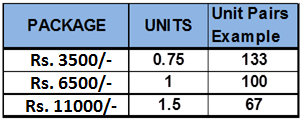 PACKAGE UNITS Unit Pairs
Example
Rs. 3500/- 0.75 133
Rs. 6500/- 1 100
Rs. 11000/- 1.5 67